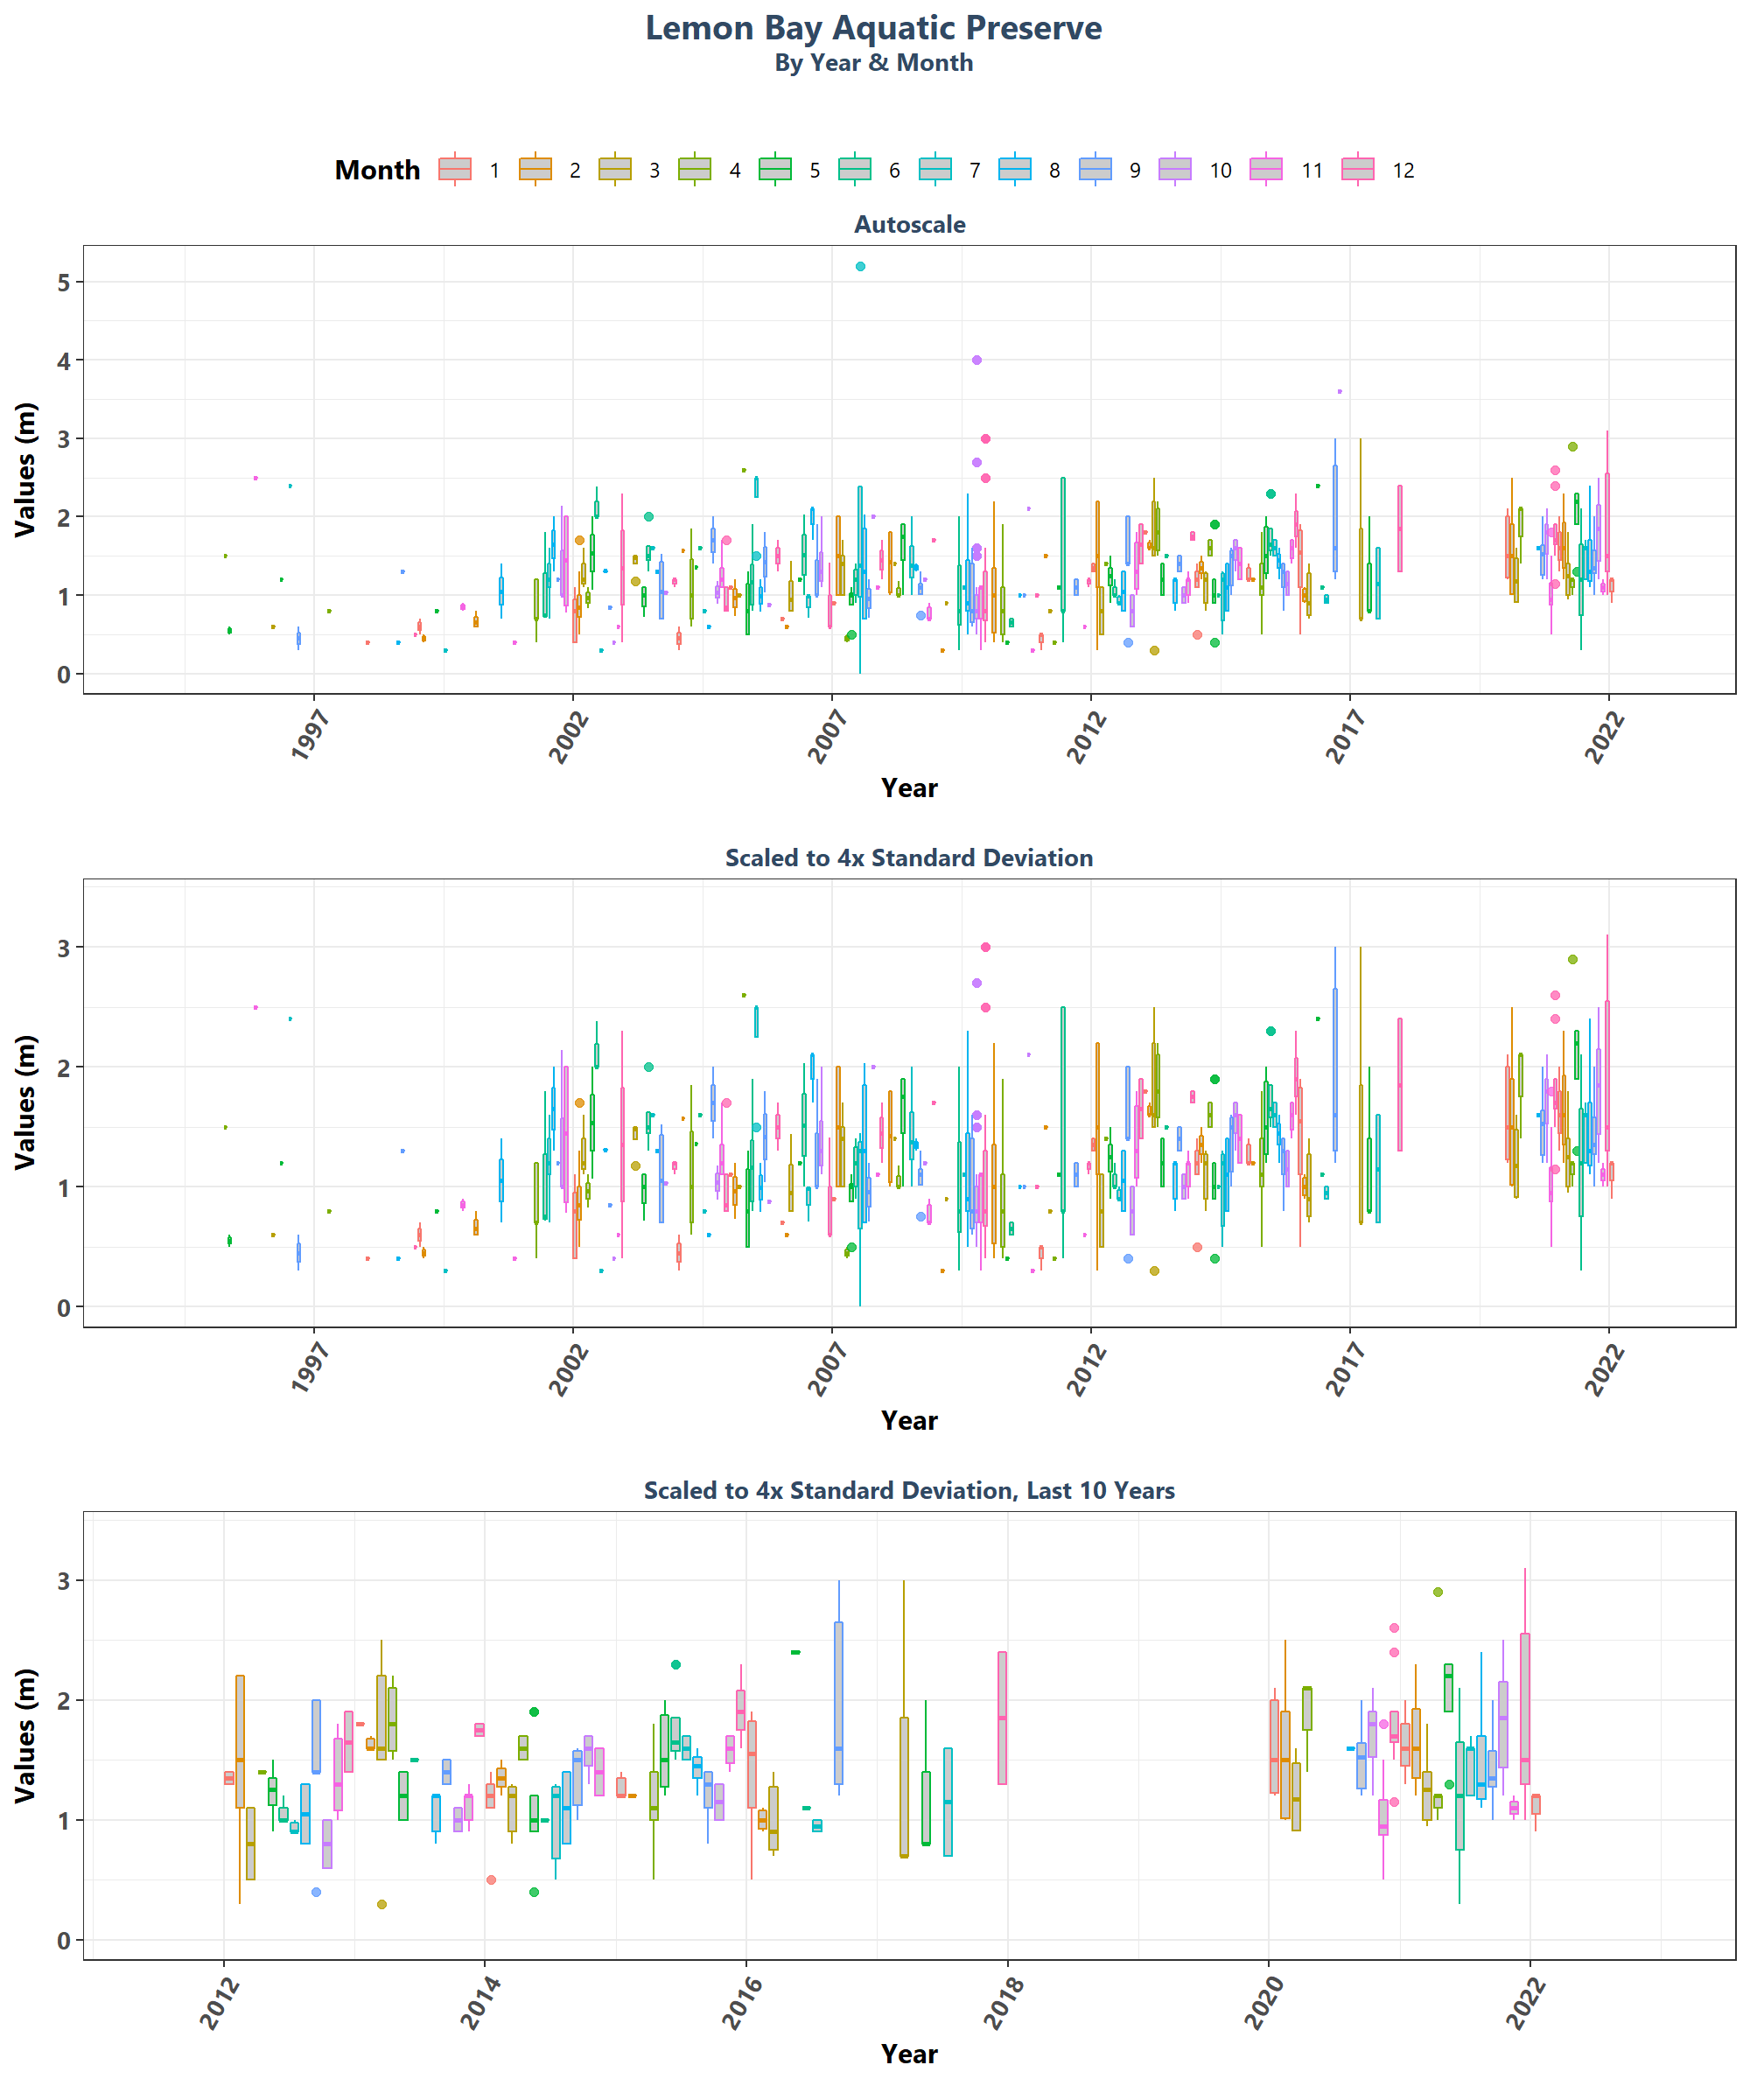 Lemon Bay Aquatic Preserve
By Year & Month
Month 1 2 3 4 5 6 7 8 9 10 11 12
Autoscale
Values (m)
5
4
3
2
1
0
1997 2002 2007 2012 2017 2022
Year
Scaled to 4x Standard Deviation
Values (m)
3
2
1
0
1997 2002 2007 2012 2017 2022
Year
Scaled to 4x Standard Deviation, Last 10 Years
Values (m)
3
2
1
0
2012 2014 2016 2018 2020 2022
Year